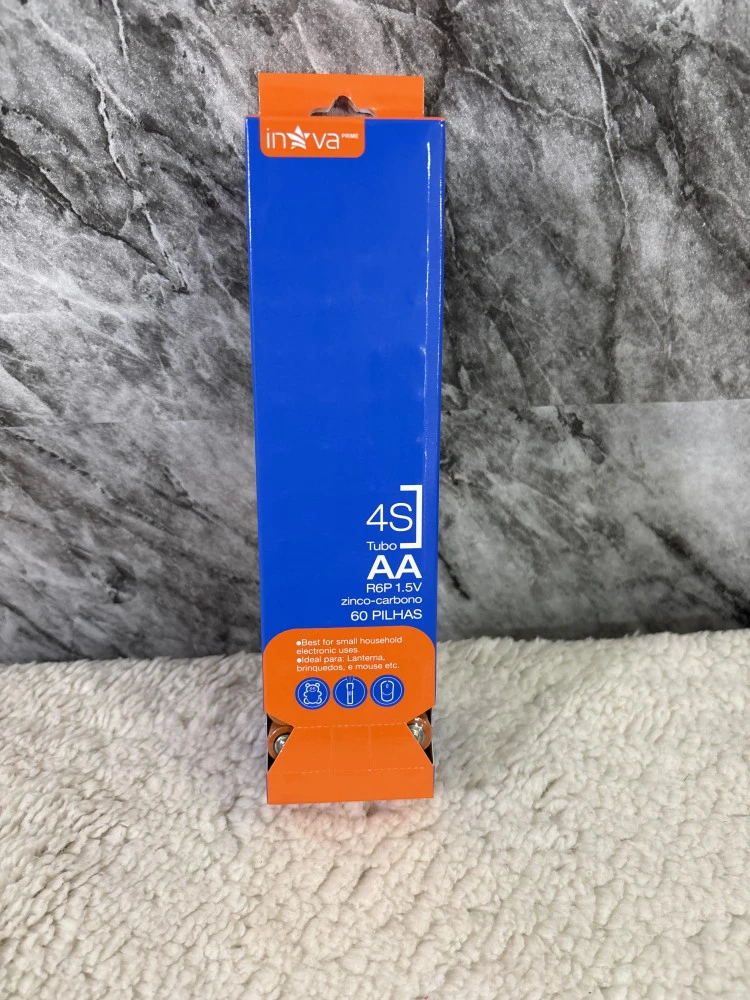 inova PRIME
4S
Tubo
AA
R6P 1.5V
zinco-carbono
60 PILHAS
●Best for small household
electronic uses.
●Ideal para: Lanterna,
brinquedos, e mouse etc.